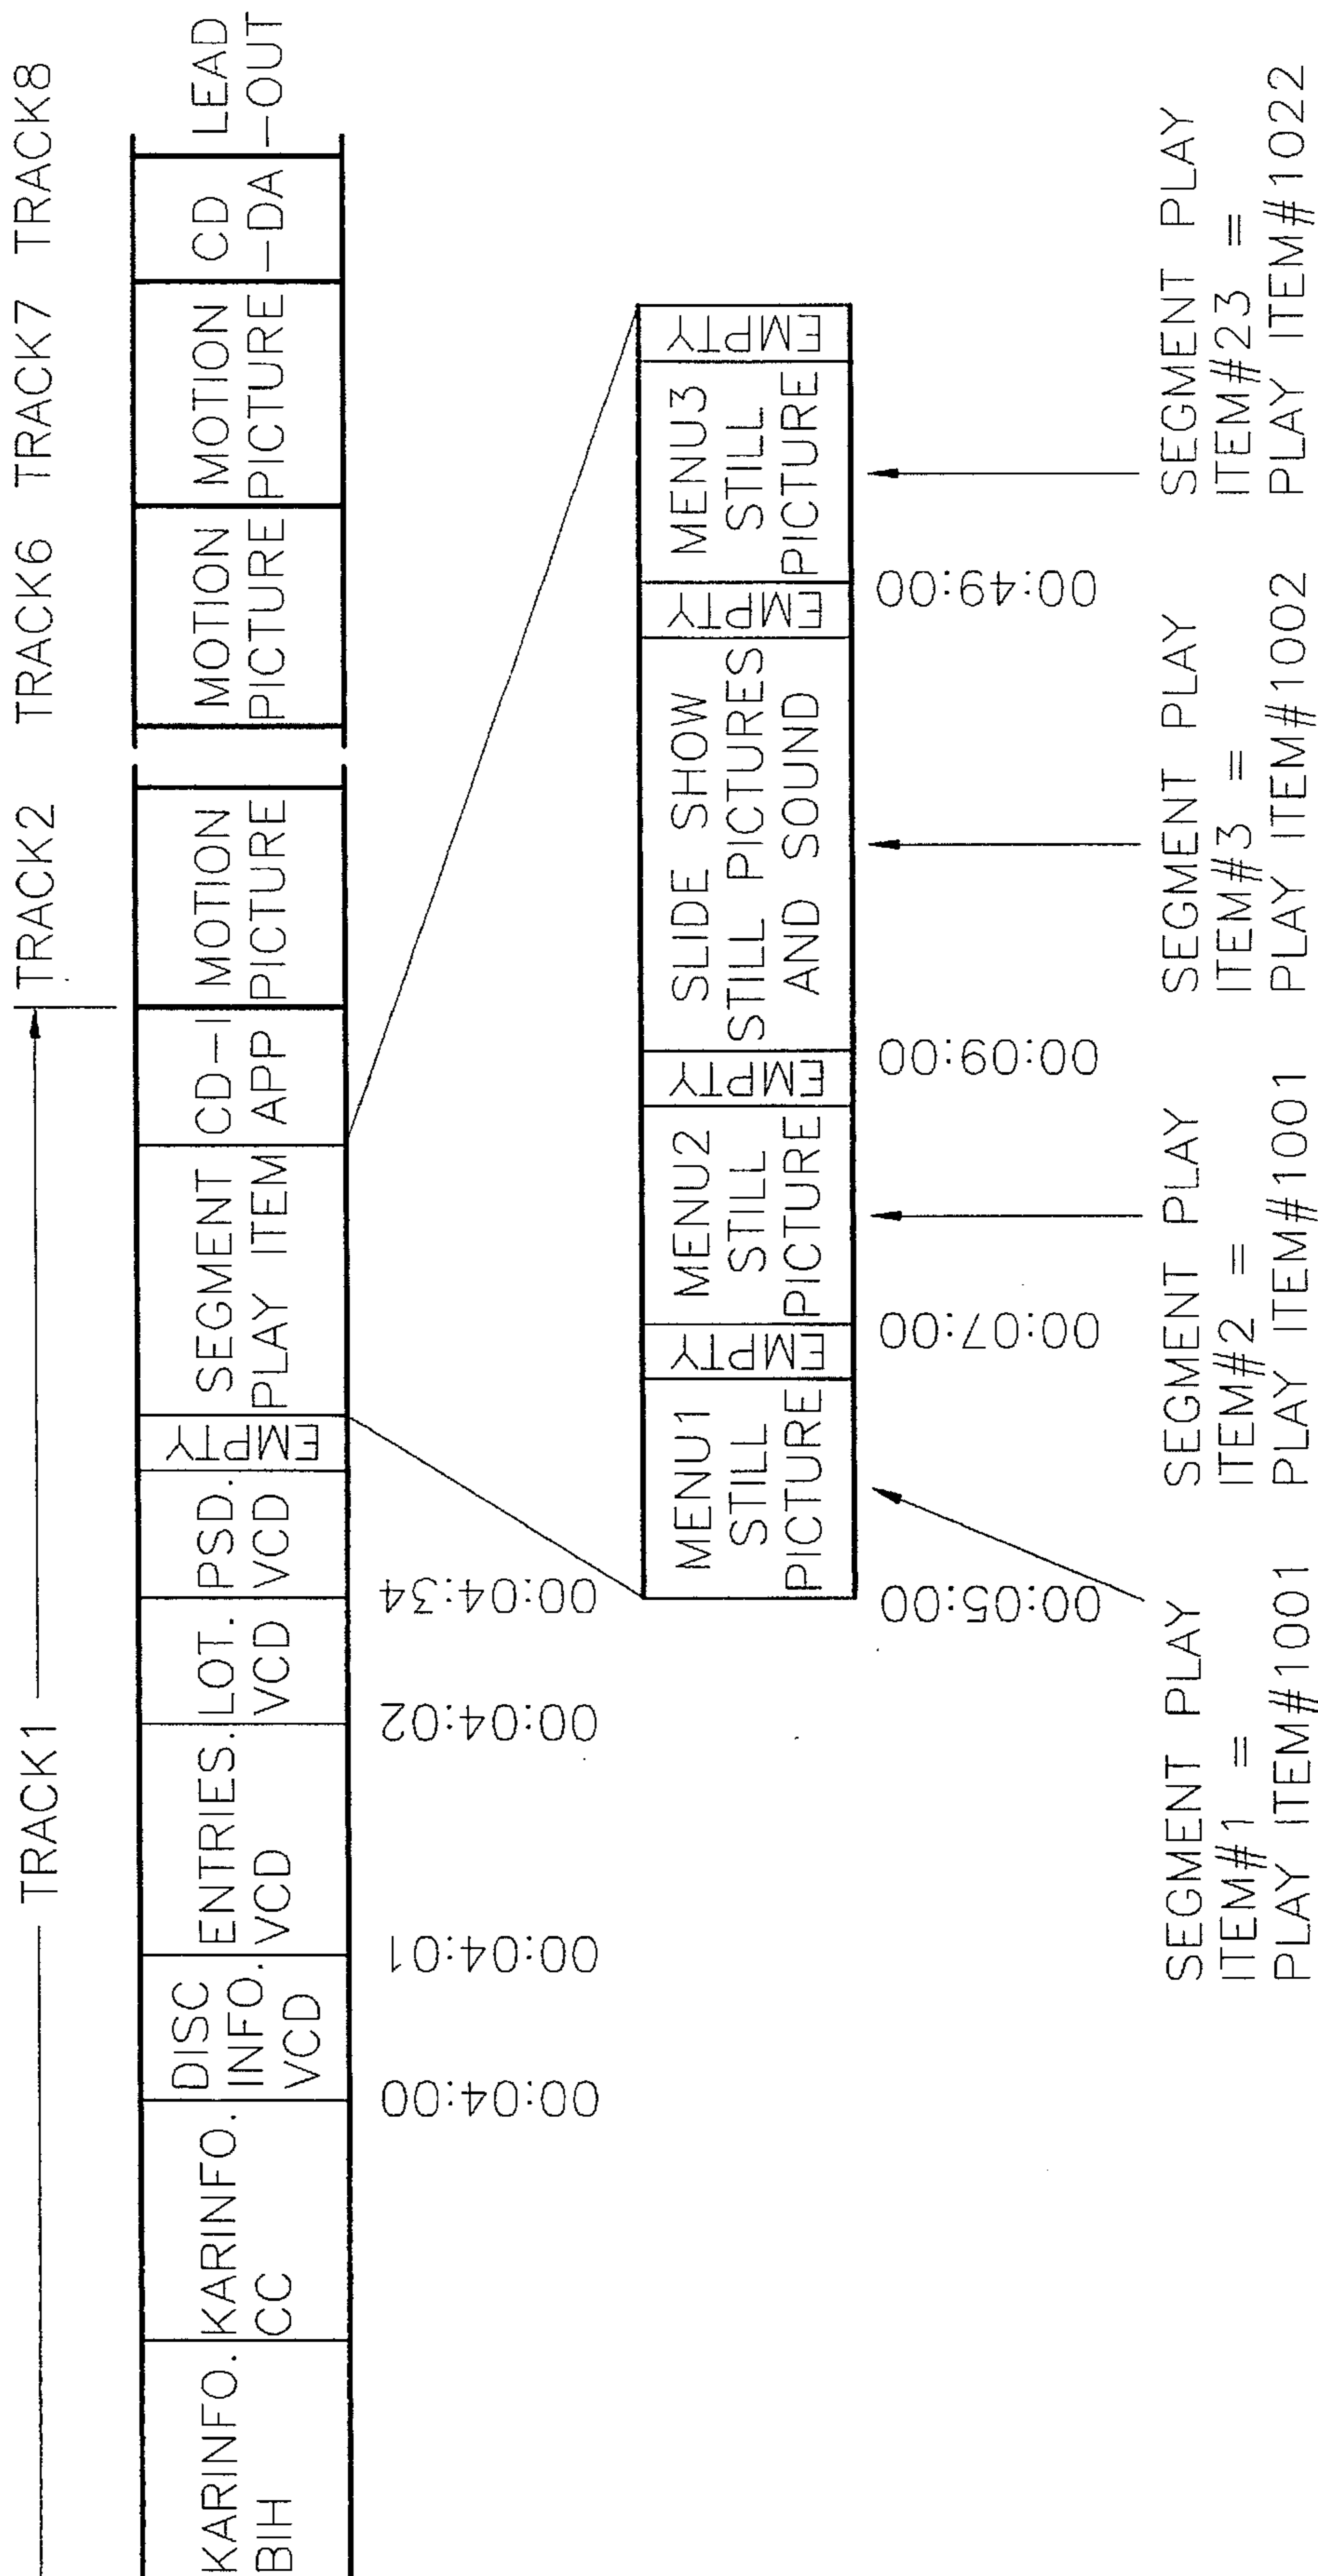 TRACK1
TRACK2
TRACK6
TRACK7
TRACK8
KARINFO.
BIH
KARINFO.
CC
DISC
INFO.
VCD
ENTRIES.
VCD
LOT.
VCD
PSD.
VCD
EMPTY
SEGMENT
PLAY ITEM
CD-I
APP
MOTION
PICTURE
MOTION
PICTURE
MOTION
PICTURE
CD
-DA
LEAD
-OUT
00:04:00
00:04:01
00:04:02
00:04:34
MENU1
STILL
PICTURE
EMPTY
MENU2
STILL
PICTURE
EMPTY
SLIDE SHOW
STILL PICTURES
AND SOUND
EMPTY
MENU3
STILL
PICTURE
EMPTY
00:05:00
00:07:00
00:09:00
00:49:00
SEGMENT PLAY
ITEM#1 =
PLAY ITEM#1001
SEGMENT PLAY
ITEM#2 =
PLAY ITEM#1001
SEGMENT PLAY
ITEM#3 =
PLAY ITEM#1002
SEGMENT PLAY
ITEM#23 =
PLAY ITEM#1022